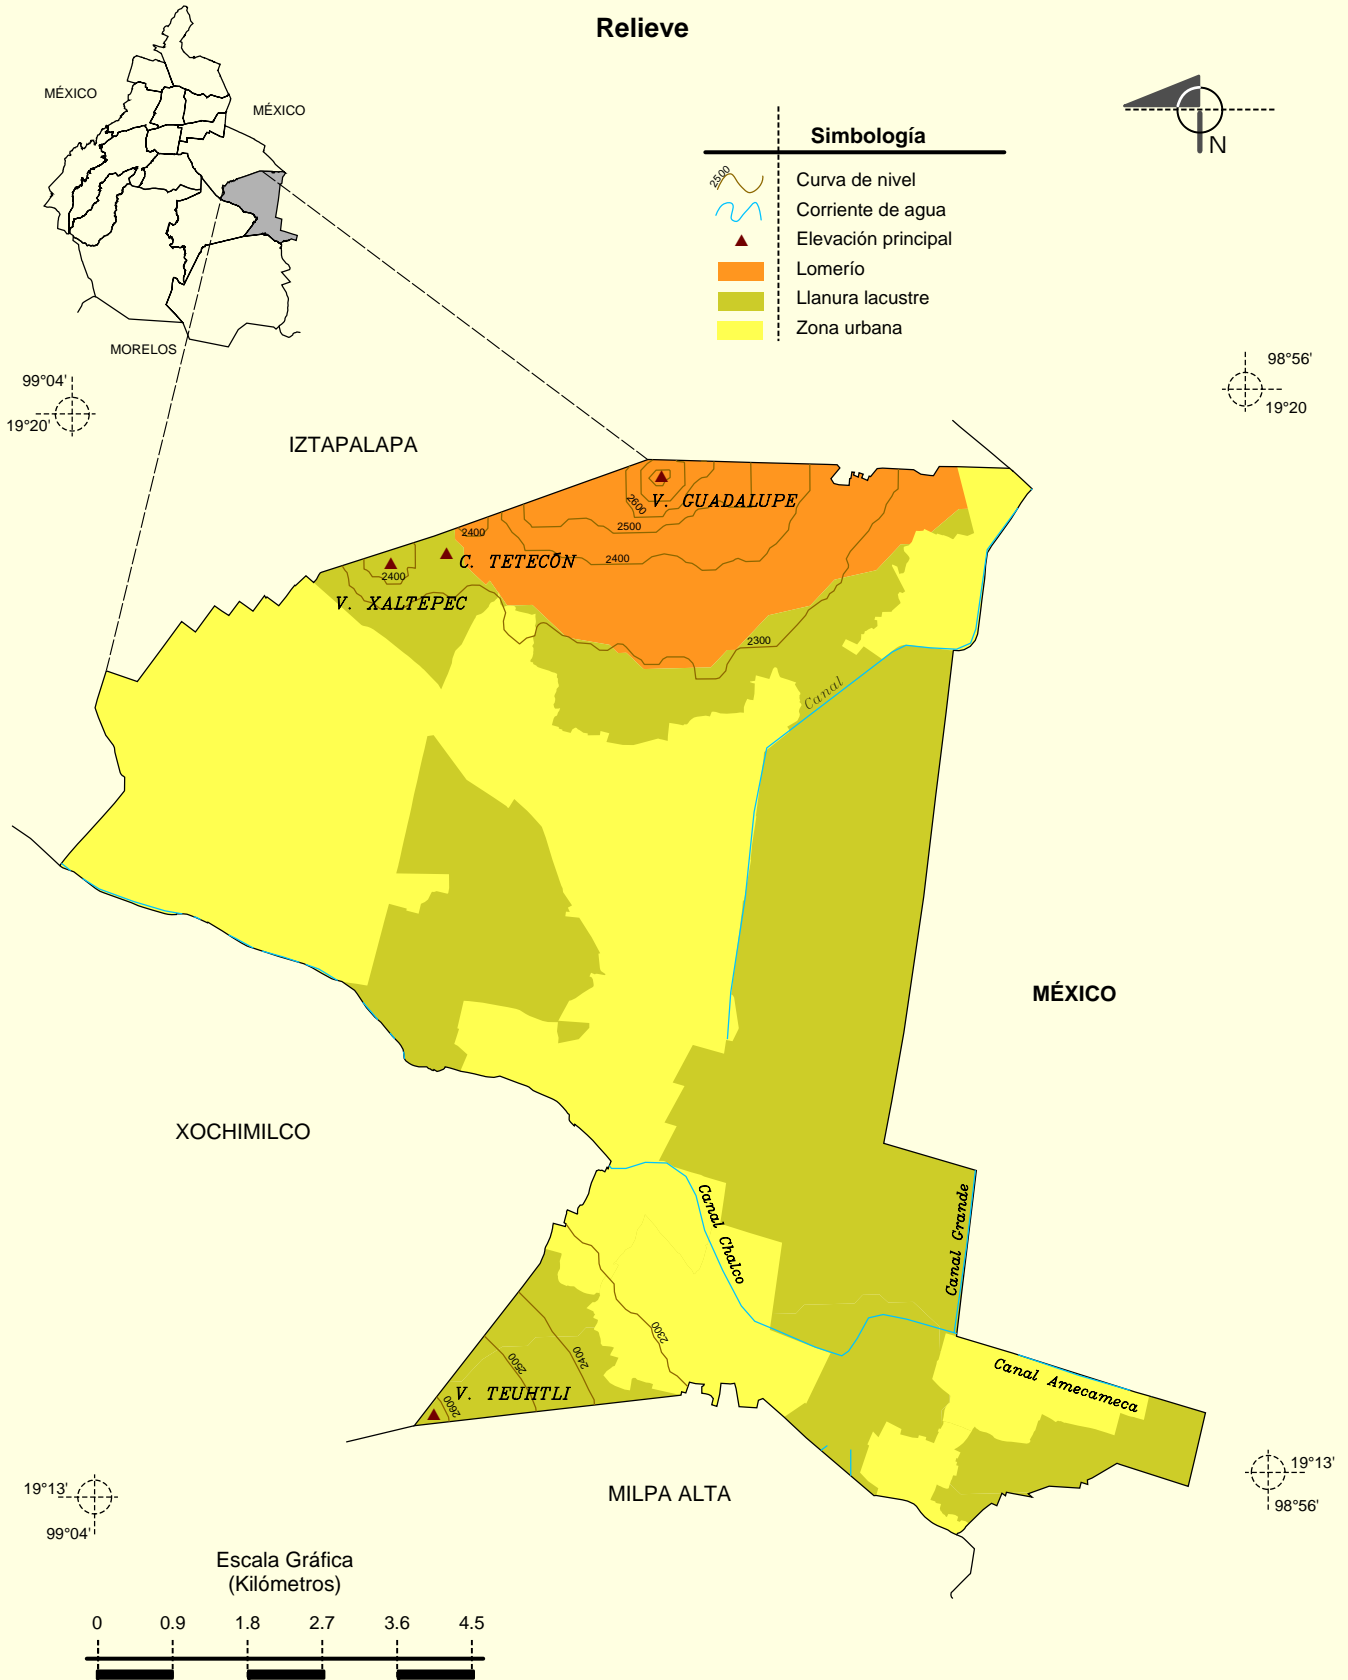 Relieve
MÉXICO
MÉXICO
MORELOS
N
Simbología
2500
Curva de nivel
Corriente de agua
Elevación principal
Lomerío
Llanura lacustre
Zona urbana
99°04'
19°20'
98°56'
19°20
IZTAPALAPA
2600
V. GUADALUPE
2500
2400
2400
C. TETECÓN
2400
V. XALTEPEC
2300
Canal
MÉXICO
XOCHIMILCO
Canal Chalco
Canal Grande
2300
2400
2500
2600
V. TEUHTLI
Canal Amecameca
MILPA ALTA
19°13'
99°04'
19°13'
98°56'
Escala Gráfica
(Kilómetros)
0 0.9 1.8 2.7 3.6 4.5